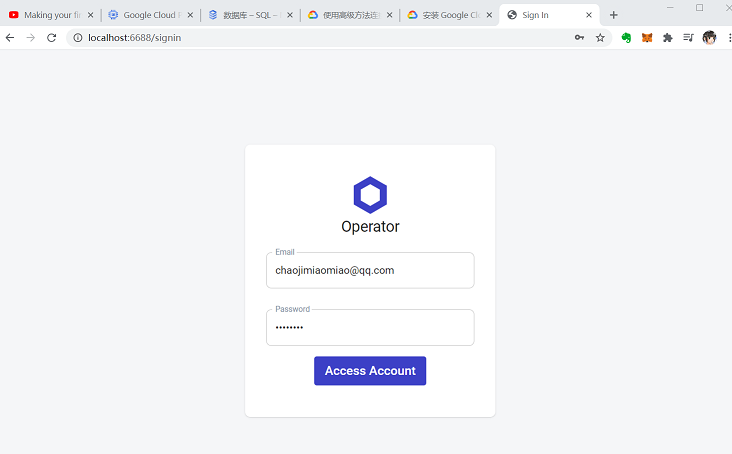 Making your fi
Google Cloud
数据库 – SQL –
使用高级方法连
安装 Google Clo
Sign In
localhost:6688/signin
Operator
Email
chaojimiaomiao@qq.com
Password
••••••••
Access Account